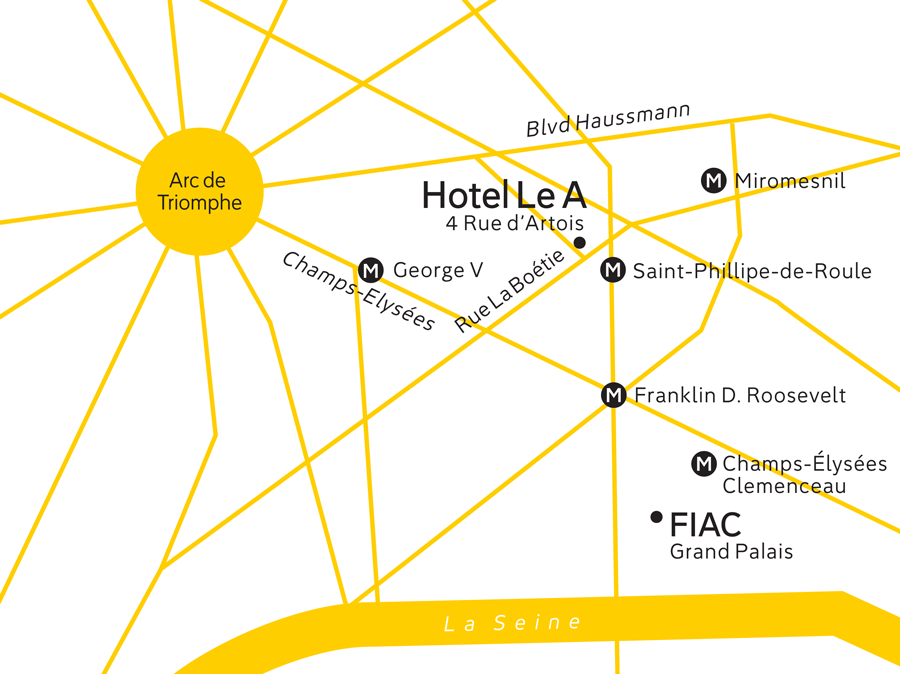 Blvd Haussmann
Arc de
Triomphe
Hotel Le A
4 Rue d'Artois
M Miromesnil
Champs-Elysées
M George V
Rue La Boétie
M Saint-Phillipe-de-Roule
M Franklin D. Roosevelt
M Champs-Élysées
Clemenceau
FIAC
Grand Palais
La Seine